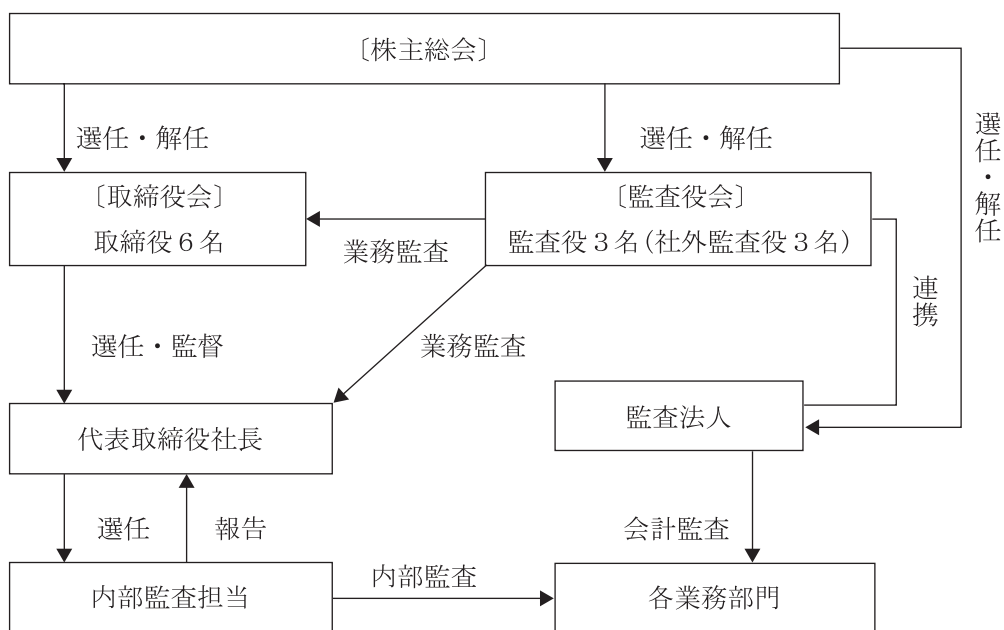 〔株主総会〕
選任・解任
選任・解任
選任・解任
〔取締役会〕
取締役６名
〔監査役会〕
監査役３名(社外監査役３名)
業務監査
連携
選任・監督
業務監査
監査法人
代表取締役社長
選任
報告
会計監査
内部監査担当
内部監査
各業務部門